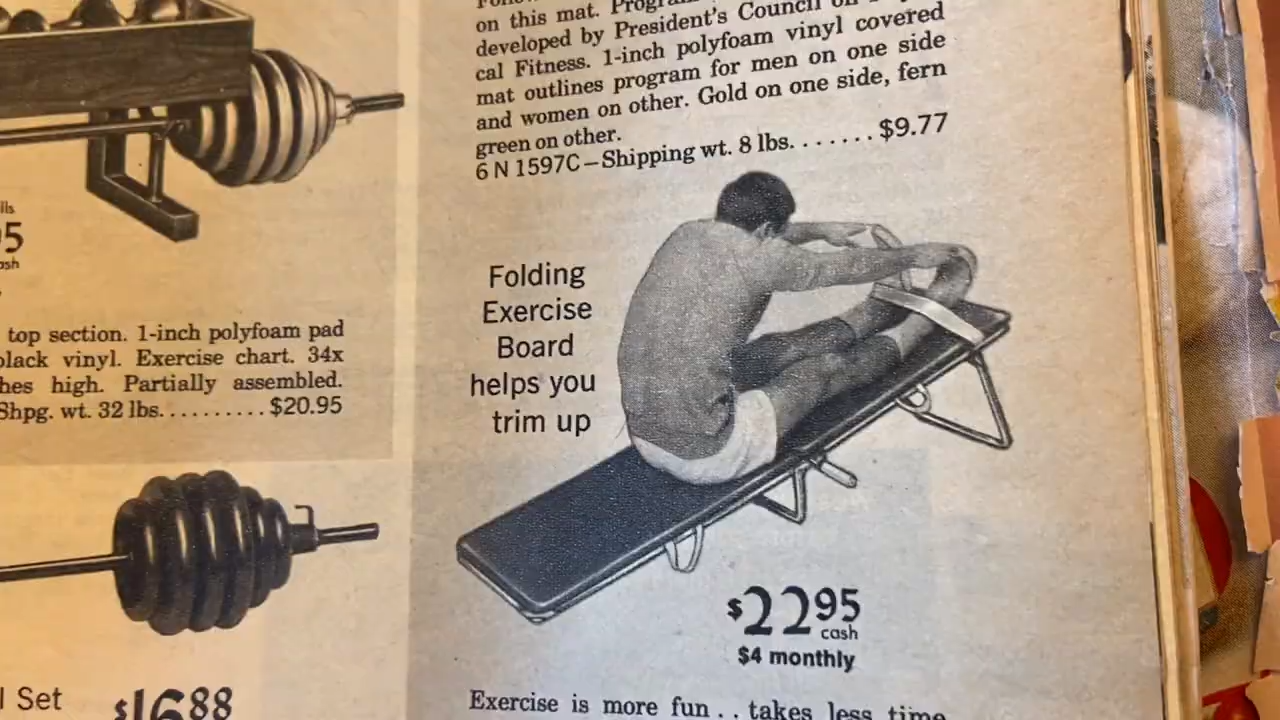 on this mat.
developed by President's Council
cal Fitness. 1-inch polyfoam vinyl covered
mat outlines program for men on one side
and women on other. Gold on one side, fern
green on other.
6 N 1597C—Shipping wt. 8 lbs....... $9.77
Folding
Exercise
Board
helps you
trim up
$22 95
cash
$4 monthly
Exercise is more fun . . takes less time
top section. 1-inch polyfoam pad
black vinyl. Exercise chart. 34x
high. Partially assembled.
Shpg. wt. 32 lbs.......... $20.95
Set
$16 88